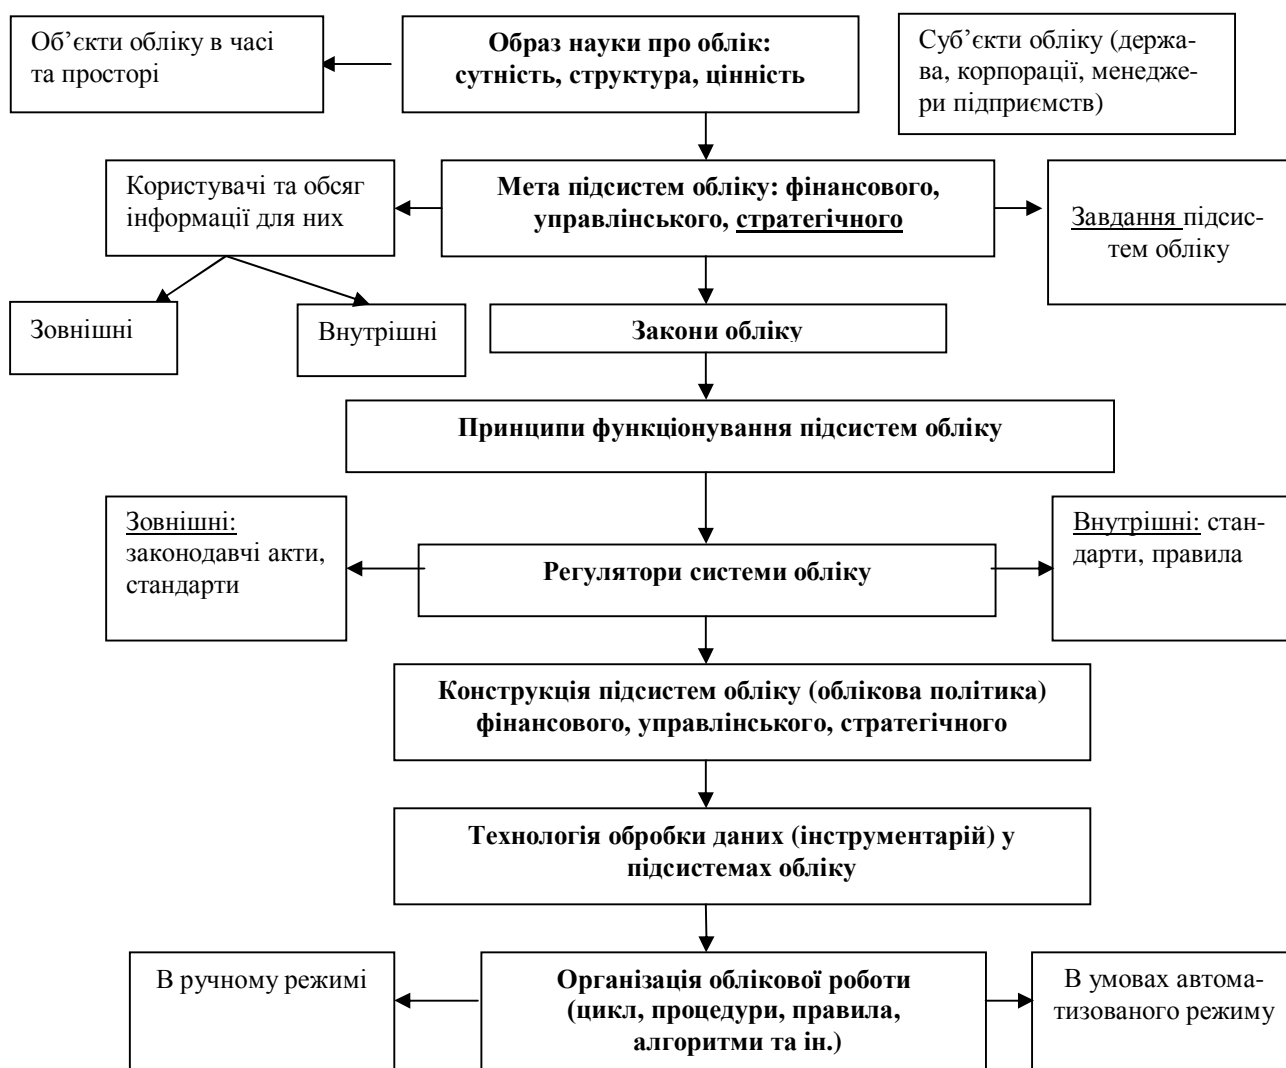 Об’єкти обліку в часі
та просторі
Образ науки про облік:
сутність, структура, цінність
Суб’єкти обліку (держа-
ва, корпорації, менедже-
ри підприємств)
Користувачі та обсяг
інформації для них
Мета підсистем обліку: фінансового,
управлінського, стратегічного
Завдання підсис-
тем обліку
Зовнішні
Внутрішні
Закони обліку
Принципи функціонування підсистем обліку
Зовнішні:
законодавчі акти,
стандарти
Регулятори системи обліку
Внутрішні: стан-
дарти, правила
Конструкція підсистем обліку (облікова політика)
фінансового, управлінського, стратегічного
Технологія обробки даних (інструментарій) у
підсистемах обліку
В ручному режимі
Організація облікової роботи
(цикл, процедури, правила,
алгоритми та ін.)
В умовах автома-
тизованого режиму